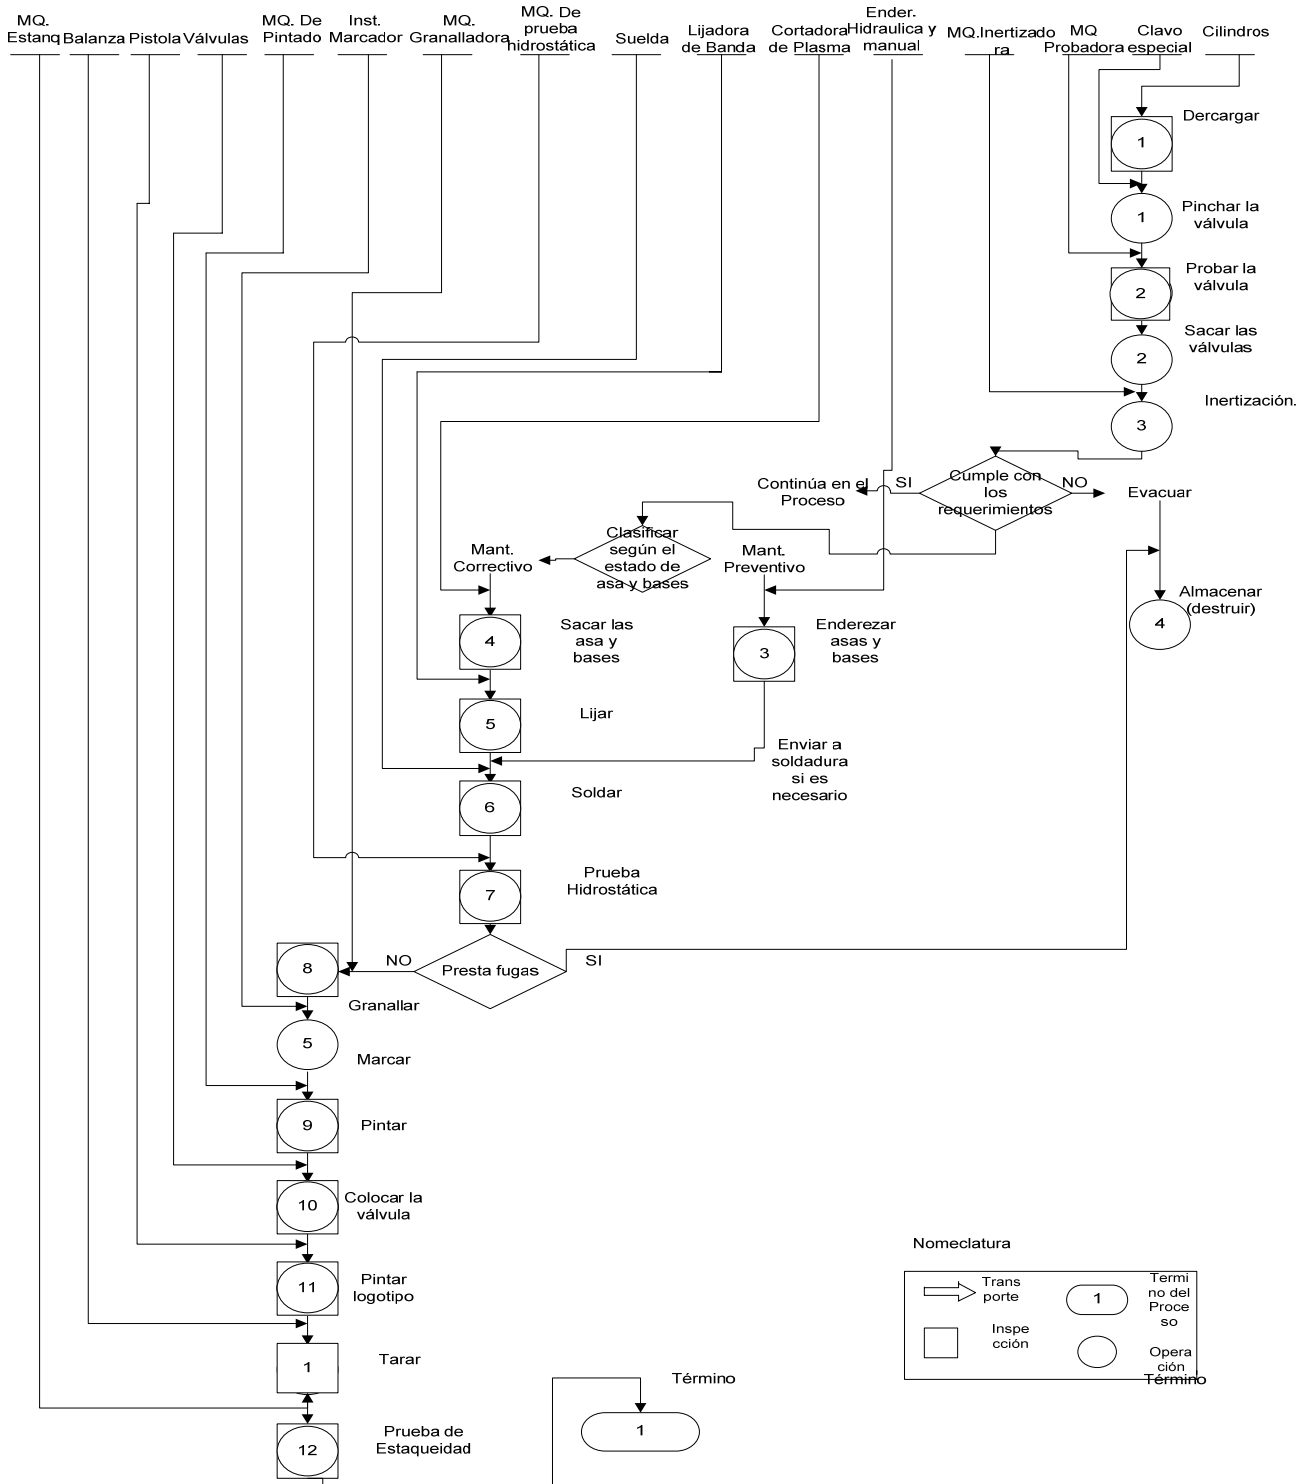 MQ.
Estanq
Balanza
Pistola
Válvulas
MQ. De
Pintado
Inst.
Marcador
MQ.
Granalladora
MQ. De
prueba
hidrostática
Suelda
Lijadora
de Banda
Cortadora
de Plasma
Ender.
Hidraulica y
manual
MQ.Inertizado
ra
MQ
Probadora
Clavo
especial
Cilindros
Dercargar
1
Pinchar la
válvula
1
Probar la
válvula
2
Sacar las
válvulas
2
Inertización.
3
Cumple con
los
requerimientos
SI
NO
Continúa en el
Proceso
Evacuar
Clasificar
según el
estado de
asa y bases
Mant.
Correctivo
Mant.
Preventivo
Almacenar
(destruir)
4
Sacar las
asa y
bases
4
Enderezar
asas y
bases
3
Lijar
5
Enviar a
soldadura
si es
necesario
Soldar
6
Prueba
Hidrostática
7
Presta fugas
NO
SI
8
Granallar
5
Marcar
9
Pintar
10
Colocar la
válvula
11
Pintar
logotipo
1
Tarar
12
Prueba de
Estaqueidad
Término
1
Nomeclatura
Trans
porte
1
Termi
no del
Proce
so
Inspe
cción
Opera
ción
Término